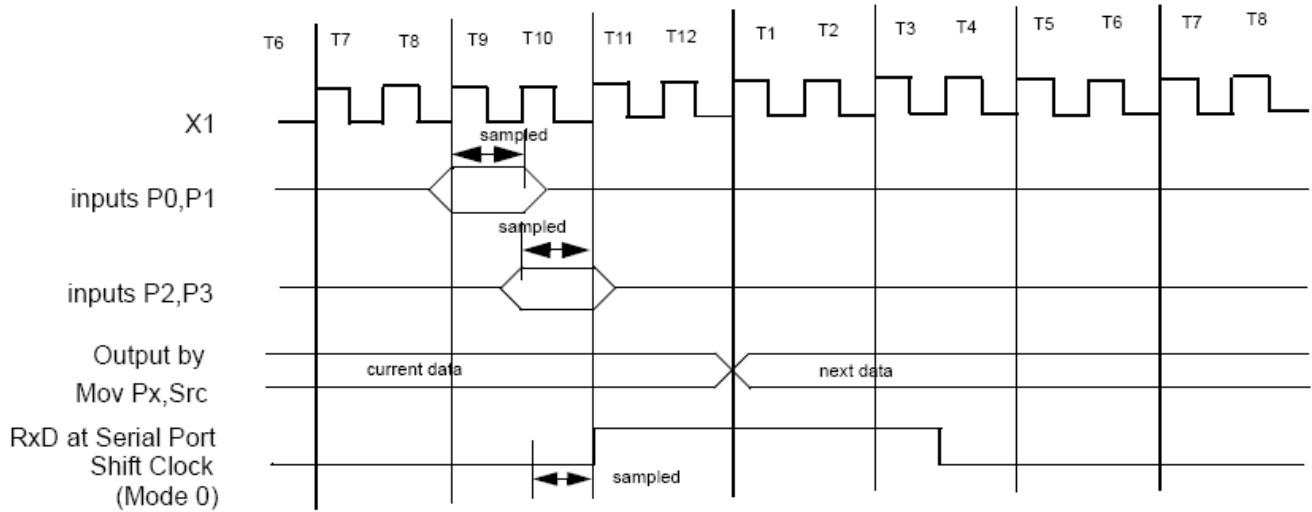 T6 T7 T8 T9 T10 T11 T12 T1 T2 T3 T4 T5 T6 T7 T8
X1
sampled
inputs P0,P1
sampled
inputs P2,P3
Output by
Mov Px,Src
current data
next data
RxD at Serial Port
Shift Clock
(Mode 0)
sampled